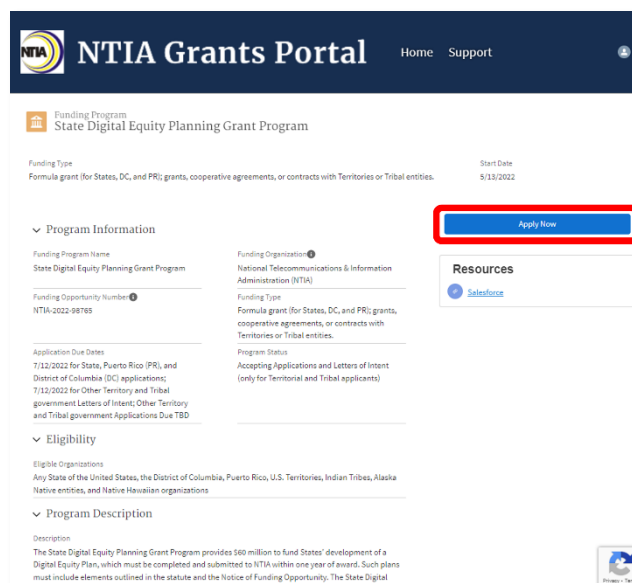 NTIA
NTIA Grants Portal
Home
Support
Funding Program
State Digital Equity Planning Grant Program
Funding Type
Formula grant (for States, DC, and PR); grants, cooperative agreements, or contracts with Territories or Tribal entities.
Start Date
5/13/2022
Apply Now
Resources
Salesforce
Program Information
Funding Program Name
State Digital Equity Planning Grant Program
Funding Organization
National Telecommunications & Information
Administration (NTIA)
Funding Opportunity Number
NTIA-2022-98765
Funding Type
Formula grant (for States, DC, and PR); grants,
cooperative agreements, or contracts with
Territories or Tribal entities.
Application Due Dates
7/12/2022 for State, Puerto Rico (PR), and
District of Columbia (DC) applications;
7/12/2022 for Other Territory and Tribal
government Letters of Intent; Other Territory
and Tribal government Applications Due TBD
Program Status
Accepting Applications and Letters of Intent
(only for Territorial and Tribal applicants)
Eligibility
Eligible Organizations
Any State of the United States, the District of Columbia, Puerto Rico, U.S. Territories, Indian Tribes, Alaska
Native entities, and Native Hawaiian organizations
Program Description
Description
The State Digital Equity Planning Grant Program provides $60 million to fund States' development of a
Digital Equity Plan, which must be completed and submitted to NTIA within one year of award. Such plans
must include elements outlined in the statute and the Notice of Funding Opportunity. The State Digital
Privacy